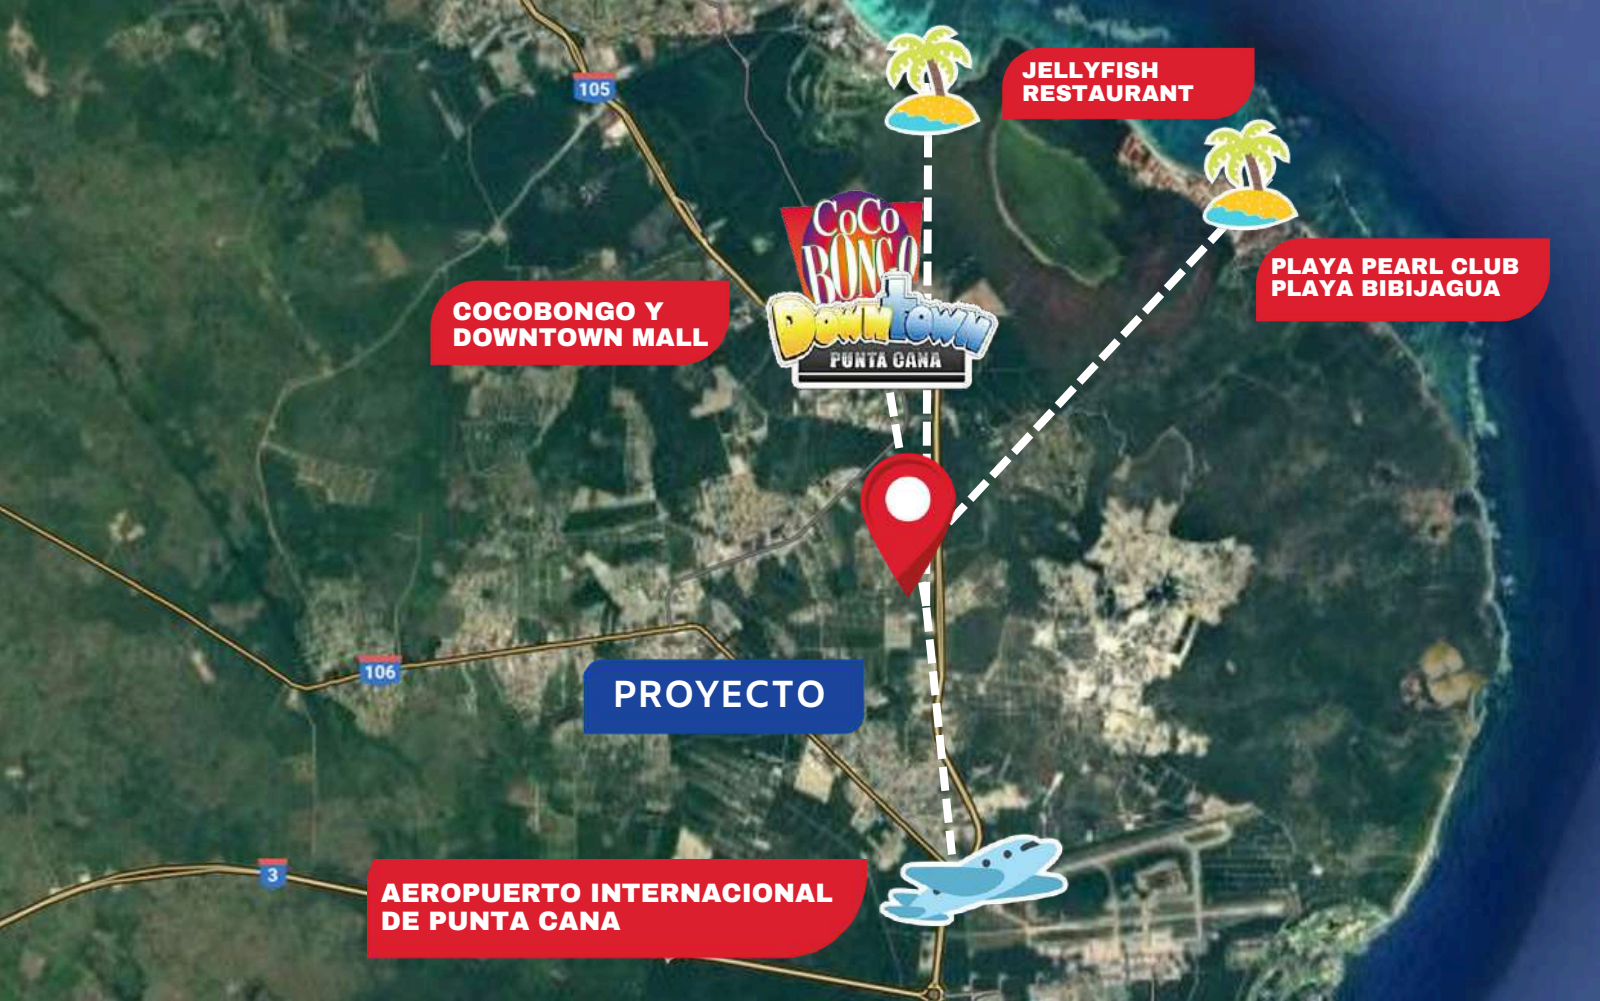 105
JELLYFISH
RESTAURANT
COCO
BONGO
DOWNTOWN
PUNTA CANA
COCOBONGO Y
DOWNTOWN MALL
PLAYA PEARL CLUB
PLAYA BIBIJAGUA
106
PROYECTO
3
AEROPUERTO INTERNACIONAL
DE PUNTA CANA